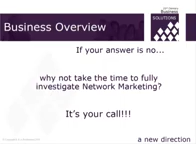 Business Overview
SOLUTIONS
If your answer is no...
why not take the time to fully
investigate Network Marketing?
It's your call!!!
a new direction